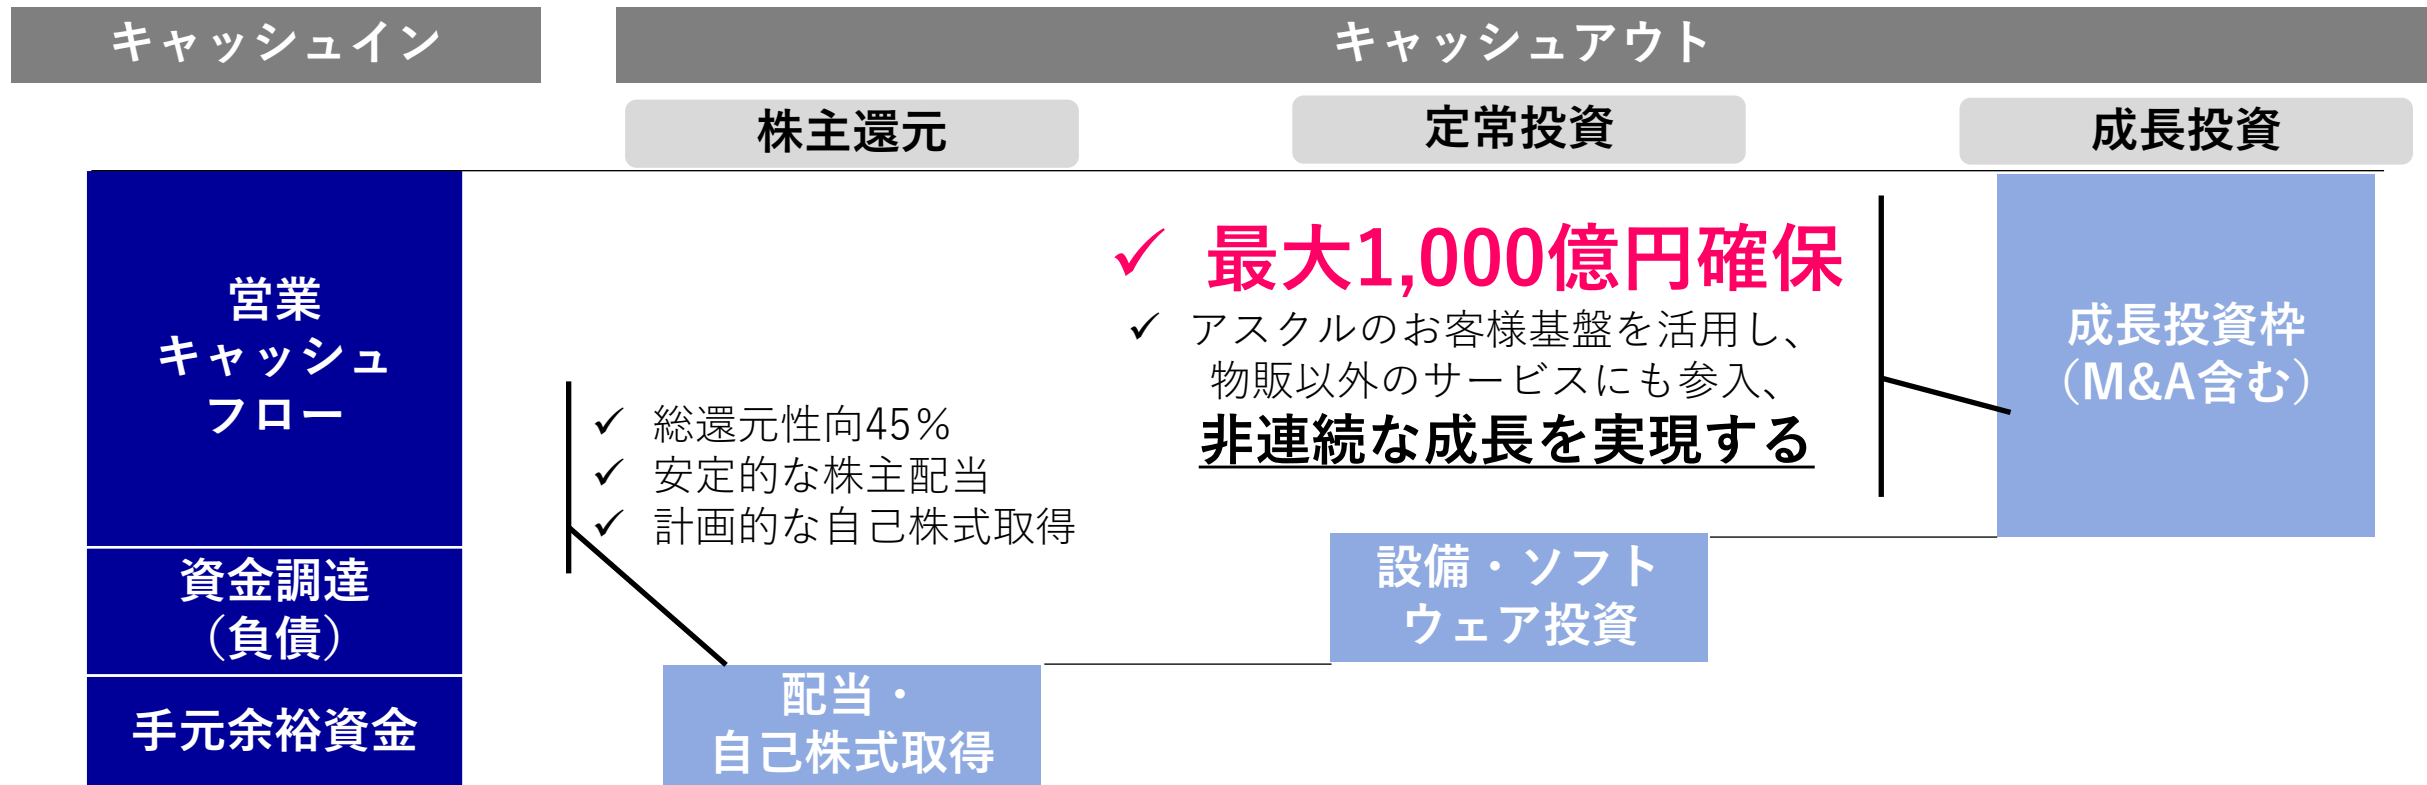 キャッシュイン
キャッシュアウト
株主還元
定常投資
成長投資
営業
キャッシュ
フロー
資金調達
（負債）
手元余裕資金
✓ 総還元性向45%
✓ 安定的な株主配当
✓ 計画的な自己株式取得
配当・
自己株式取得
✓ 最大1,000億円確保
✓ アスクルのお客様基盤を活用し、
物販以外のサービスにも参入、
非連続な成長を実現する
設備・ソフト
ウェア投資
成長投資枠
（M&A含む）